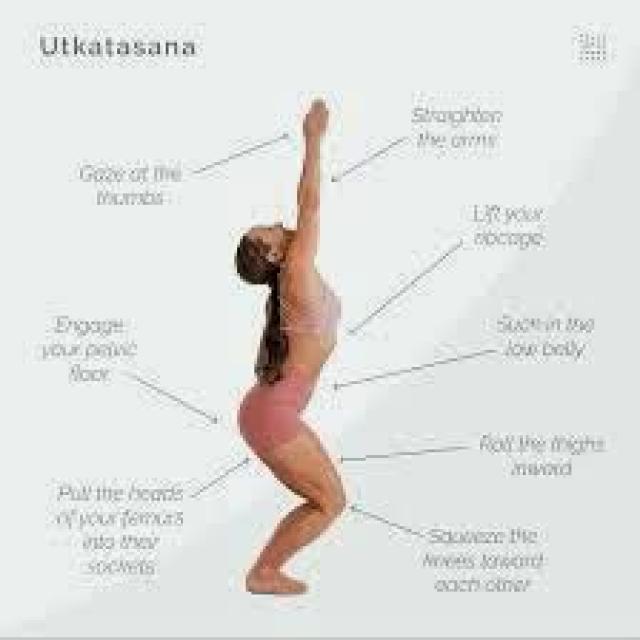 Utkatasana
Straighten
the arms
Gaze at the
thumbs
Lift your
ribcage
Engage
your pelvic
floor
Suck in the
low belly
Roll the thighs
inward
Pull the heads
of your femurs
into their
sockets
Squeeze the
knees toward
each other